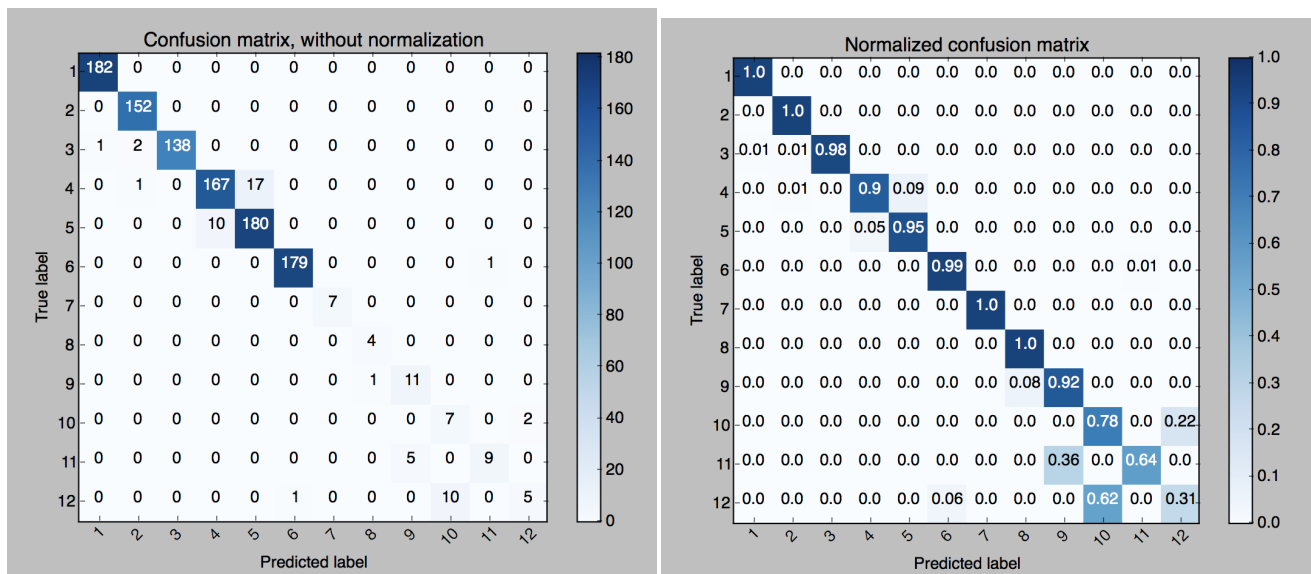 Confusion matrix, without normalization
1 182 0 0 0 0 0 0 0 0 0 0 0
2 0 152 0 0 0 0 0 0 0 0 0 0
3 1 2 138 0 0 0 0 0 0 0 0 0
4 0 1 0 167 17 0 0 0 0 0 0 0
5 0 0 0 10 180 0 0 0 0 0 0 0
6 0 0 0 0 0 179 0 0 0 0 1 0
7 0 0 0 0 0 0 7 0 0 0 0 0
8 0 0 0 0 0 0 0 4 0 0 0 0
9 0 0 0 0 0 0 0 1 11 0 0 0
10 0 0 0 0 0 0 0 0 0 7 0 2
11 0 0 0 0 0 0 0 0 5 0 9 0
12 0 0 0 0 0 1 0 0 0 10 0 5
1 2 3 4 5 6 7 8 9 10 11 12
True label
Predicted label
180
160
140
120
100
80
60
40
20
0
Normalized confusion matrix
1 1.0 0.0 0.0 0.0 0.0 0.0 0.0 0.0 0.0 0.0 0.0 0.0
2 0.0 1.0 0.0 0.0 0.0 0.0 0.0 0.0 0.0 0.0 0.0 0.0
3 0.01 0.01 0.98 0.0 0.0 0.0 0.0 0.0 0.0 0.0 0.0 0.0
4 0.0 0.01 0.0 0.9 0.09 0.0 0.0 0.0 0.0 0.0 0.0 0.0
5 0.0 0.0 0.0 0.05 0.95 0.0 0.0 0.0 0.0 0.0 0.0 0.0
6 0.0 0.0 0.0 0.0 0.0 0.99 0.0 0.0 0.0 0.0 0.01 0.0
7 0.0 0.0 0.0 0.0 0.0 0.0 1.0 0.0 0.0 0.0 0.0 0.0
8 0.0 0.0 0.0 0.0 0.0 0.0 0.0 1.0 0.0 0.0 0.0 0.0
9 0.0 0.0 0.0 0.0 0.0 0.0 0.0 0.08 0.92 0.0 0.0 0.0
10 0.0 0.0 0.0 0.0 0.0 0.0 0.0 0.0 0.0 0.78 0.0 0.22
11 0.0 0.0 0.0 0.0 0.0 0.0 0.0 0.0 0.36 0.0 0.64 0.0
12 0.0 0.0 0.0 0.0 0.0 0.06 0.0 0.0 0.0 0.62 0.0 0.31
1 2 3 4 5 6 7 8 9 10 11 12
True label
Predicted label
1.0
0.9
0.8
0.7
0.6
0.5
0.4
0.3
0.2
0.1
0.0